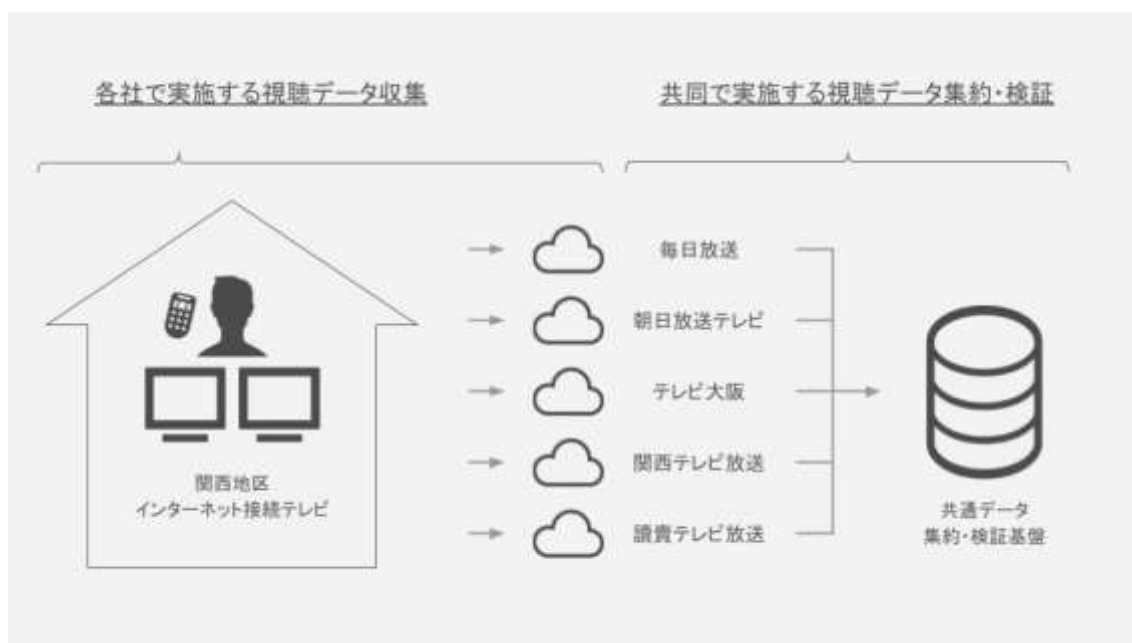 各社で実施する視聴データ収集
共同で実施する視聴データ集約・検証
毎日放送
朝日放送テレビ
テレビ大阪
関西テレビ放送
讀賣テレビ放送
関西地区
インターネット接続テレビ
共通データ
集約・検証基盤